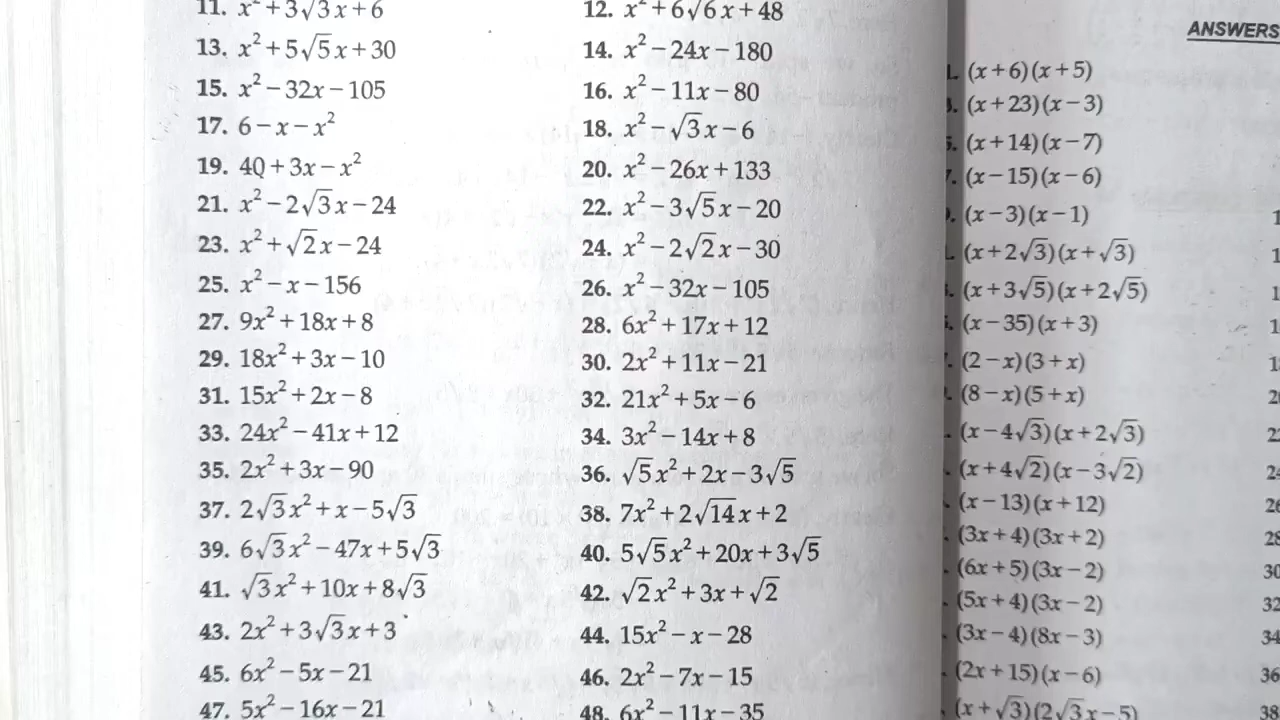 11. x² + 3√3x + 6
12. x² + 6√6x + 48
13. x² + 5√5x + 30
14. x² − 24x − 180
15. x² − 32x − 105
16. x² − 11x − 80
17. 6 − x − x²
18. x² − √3x − 6
19. 40 + 3x − x²
20. x² − 26x + 133
21. x² − 2√3x − 24
22. x² − 3√5x − 20
23. x² + √2x − 24
24. x² − 2√2x − 30
25. x² − x − 156
26. x² − 32x − 105
27. 9x² + 18x + 8
28. 6x² + 17x + 12
29. 18x² + 3x − 10
30. 2x² + 11x − 21
31. 15x² + 2x − 8
32. 21x² + 5x − 6
33. 24x² − 41x + 12
34. 3x² − 14x + 8
35. 2x² + 3x − 90
36. √5x² + 2x − 3√5
37. 2√3x² + x − 5√3
38. 7x² + 2√14x + 2
39. 6√3x² − 47x + 5√3
40. 5√5x² + 20x + 3√5
41. √3x² + 10x + 8√3
42. √2x² + 3x + √2
43. 2x² + 3√3x + 3
44. 15x² − x − 28
45. 6x² − 5x − 21
46. 2x² − 7x − 15
47. 5x² − 16x − 21
48. 6x² − 11x − 35
ANSWERS
(x + 6)(x + 5)
(x + 23)(x − 3)
(x + 14)(x − 7)
(x − 15)(x − 6)
(x − 3)(x − 1)
(x + 2√3)(x + √3)
(x + 3√5)(x + 2√5)
(x − 35)(x + 3)
(2 − x)(3 + x)
(8 − x)(5 + x)
(x − 4√3)(x + 2√3)
(x + 4√2)(x − 3√2)
(x − 13)(x + 12) 26
(3x + 4)(3x + 2) 28
(6x + 5)(3x − 2) 30
(5x + 4)(3x − 2) 32
(3x − 4)(8x − 3) 34
(2x + 15)(x − 6) 36
(x + √3)(2√3x − 5) 38